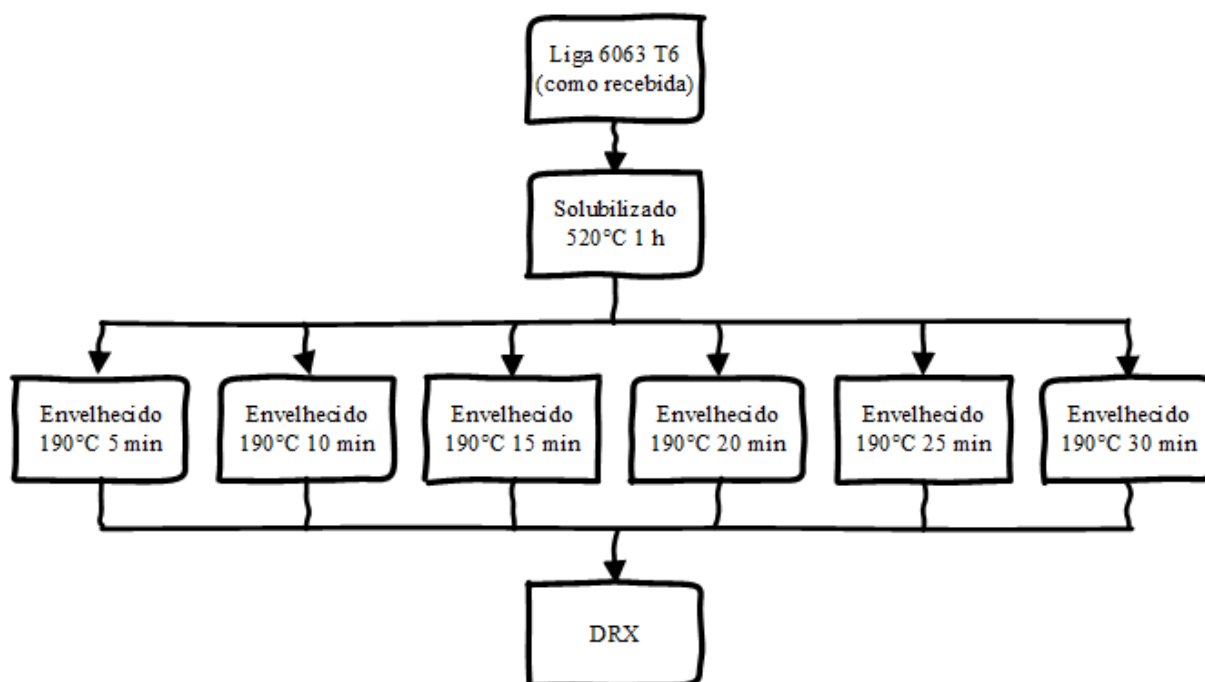 Liga 6063 T6
(como recebida)
Solubilizado
520°C 1 h
Envelhecido
190°C 5 min
Envelhecido
190°C 10 min
Envelhecido
190°C 15 min
Envelhecido
190°C 20 min
Envelhecido
190°C 25 min
Envelhecido
190°C 30 min
DRX